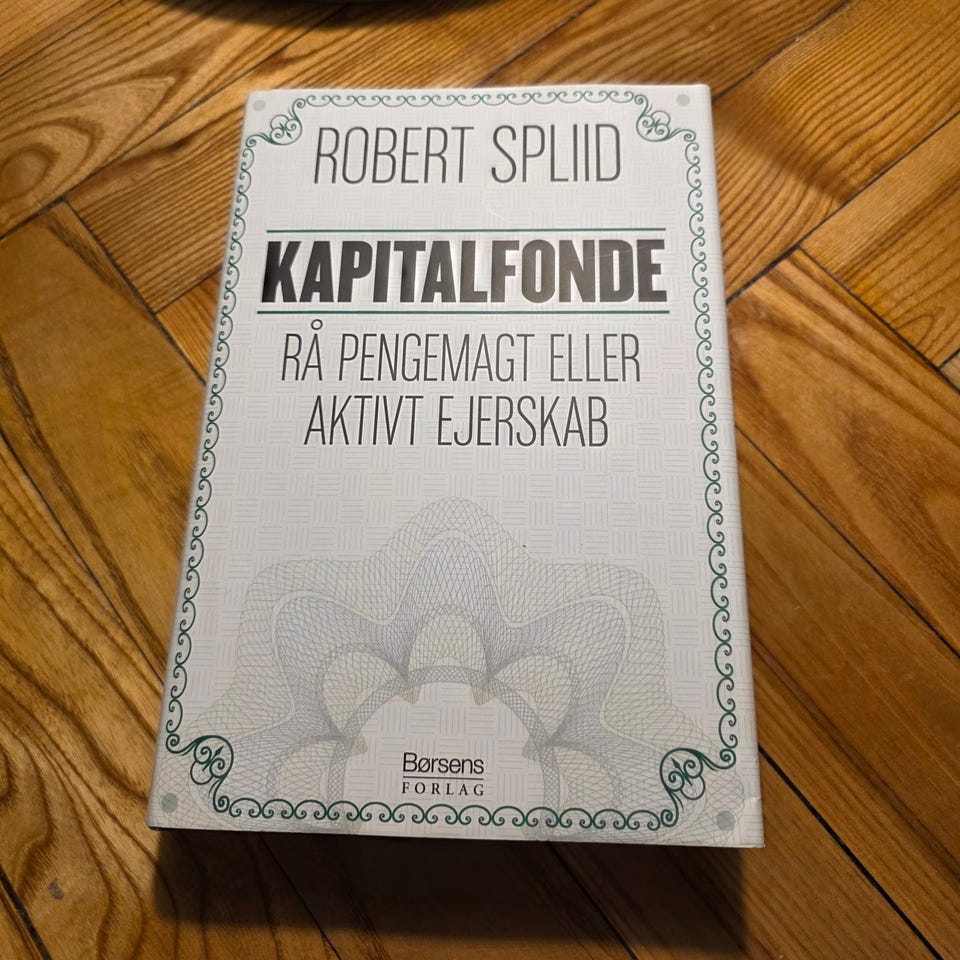 ROBERT SPLIID
KAPITALFONDE
RÅ PENGEMAGT ELLER
AKTIVT EJERSKAB
Børsens
FORLAG